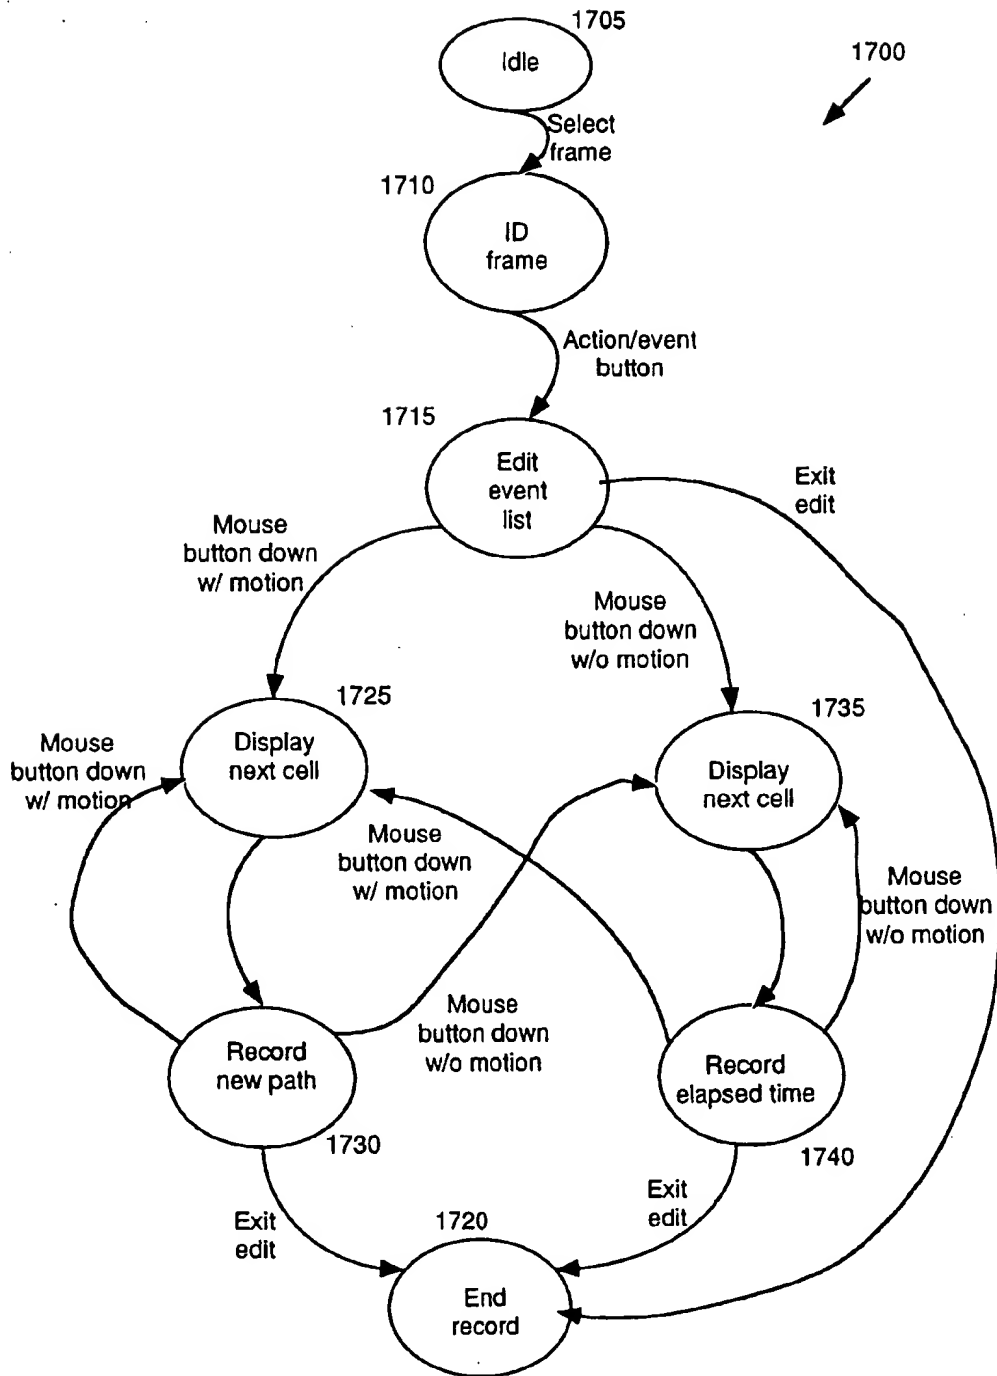 1705
Idle
1700
Select
frame
1710
ID
frame
Action/event
button
1715
Edit
event
list
Exit
edit
Mouse
button down
w/ motion
Mouse
button down
w/o motion
1725
Display
next cell
1735
Display
next cell
Mouse
button down
w/ motion
Mouse
button down
w/ motion
Mouse
button down
w/o motion
Mouse
button down
w/o motion
Record
new path
1730
Record
elapsed time
1740
Exit
edit
Exit
edit
1720
End
record